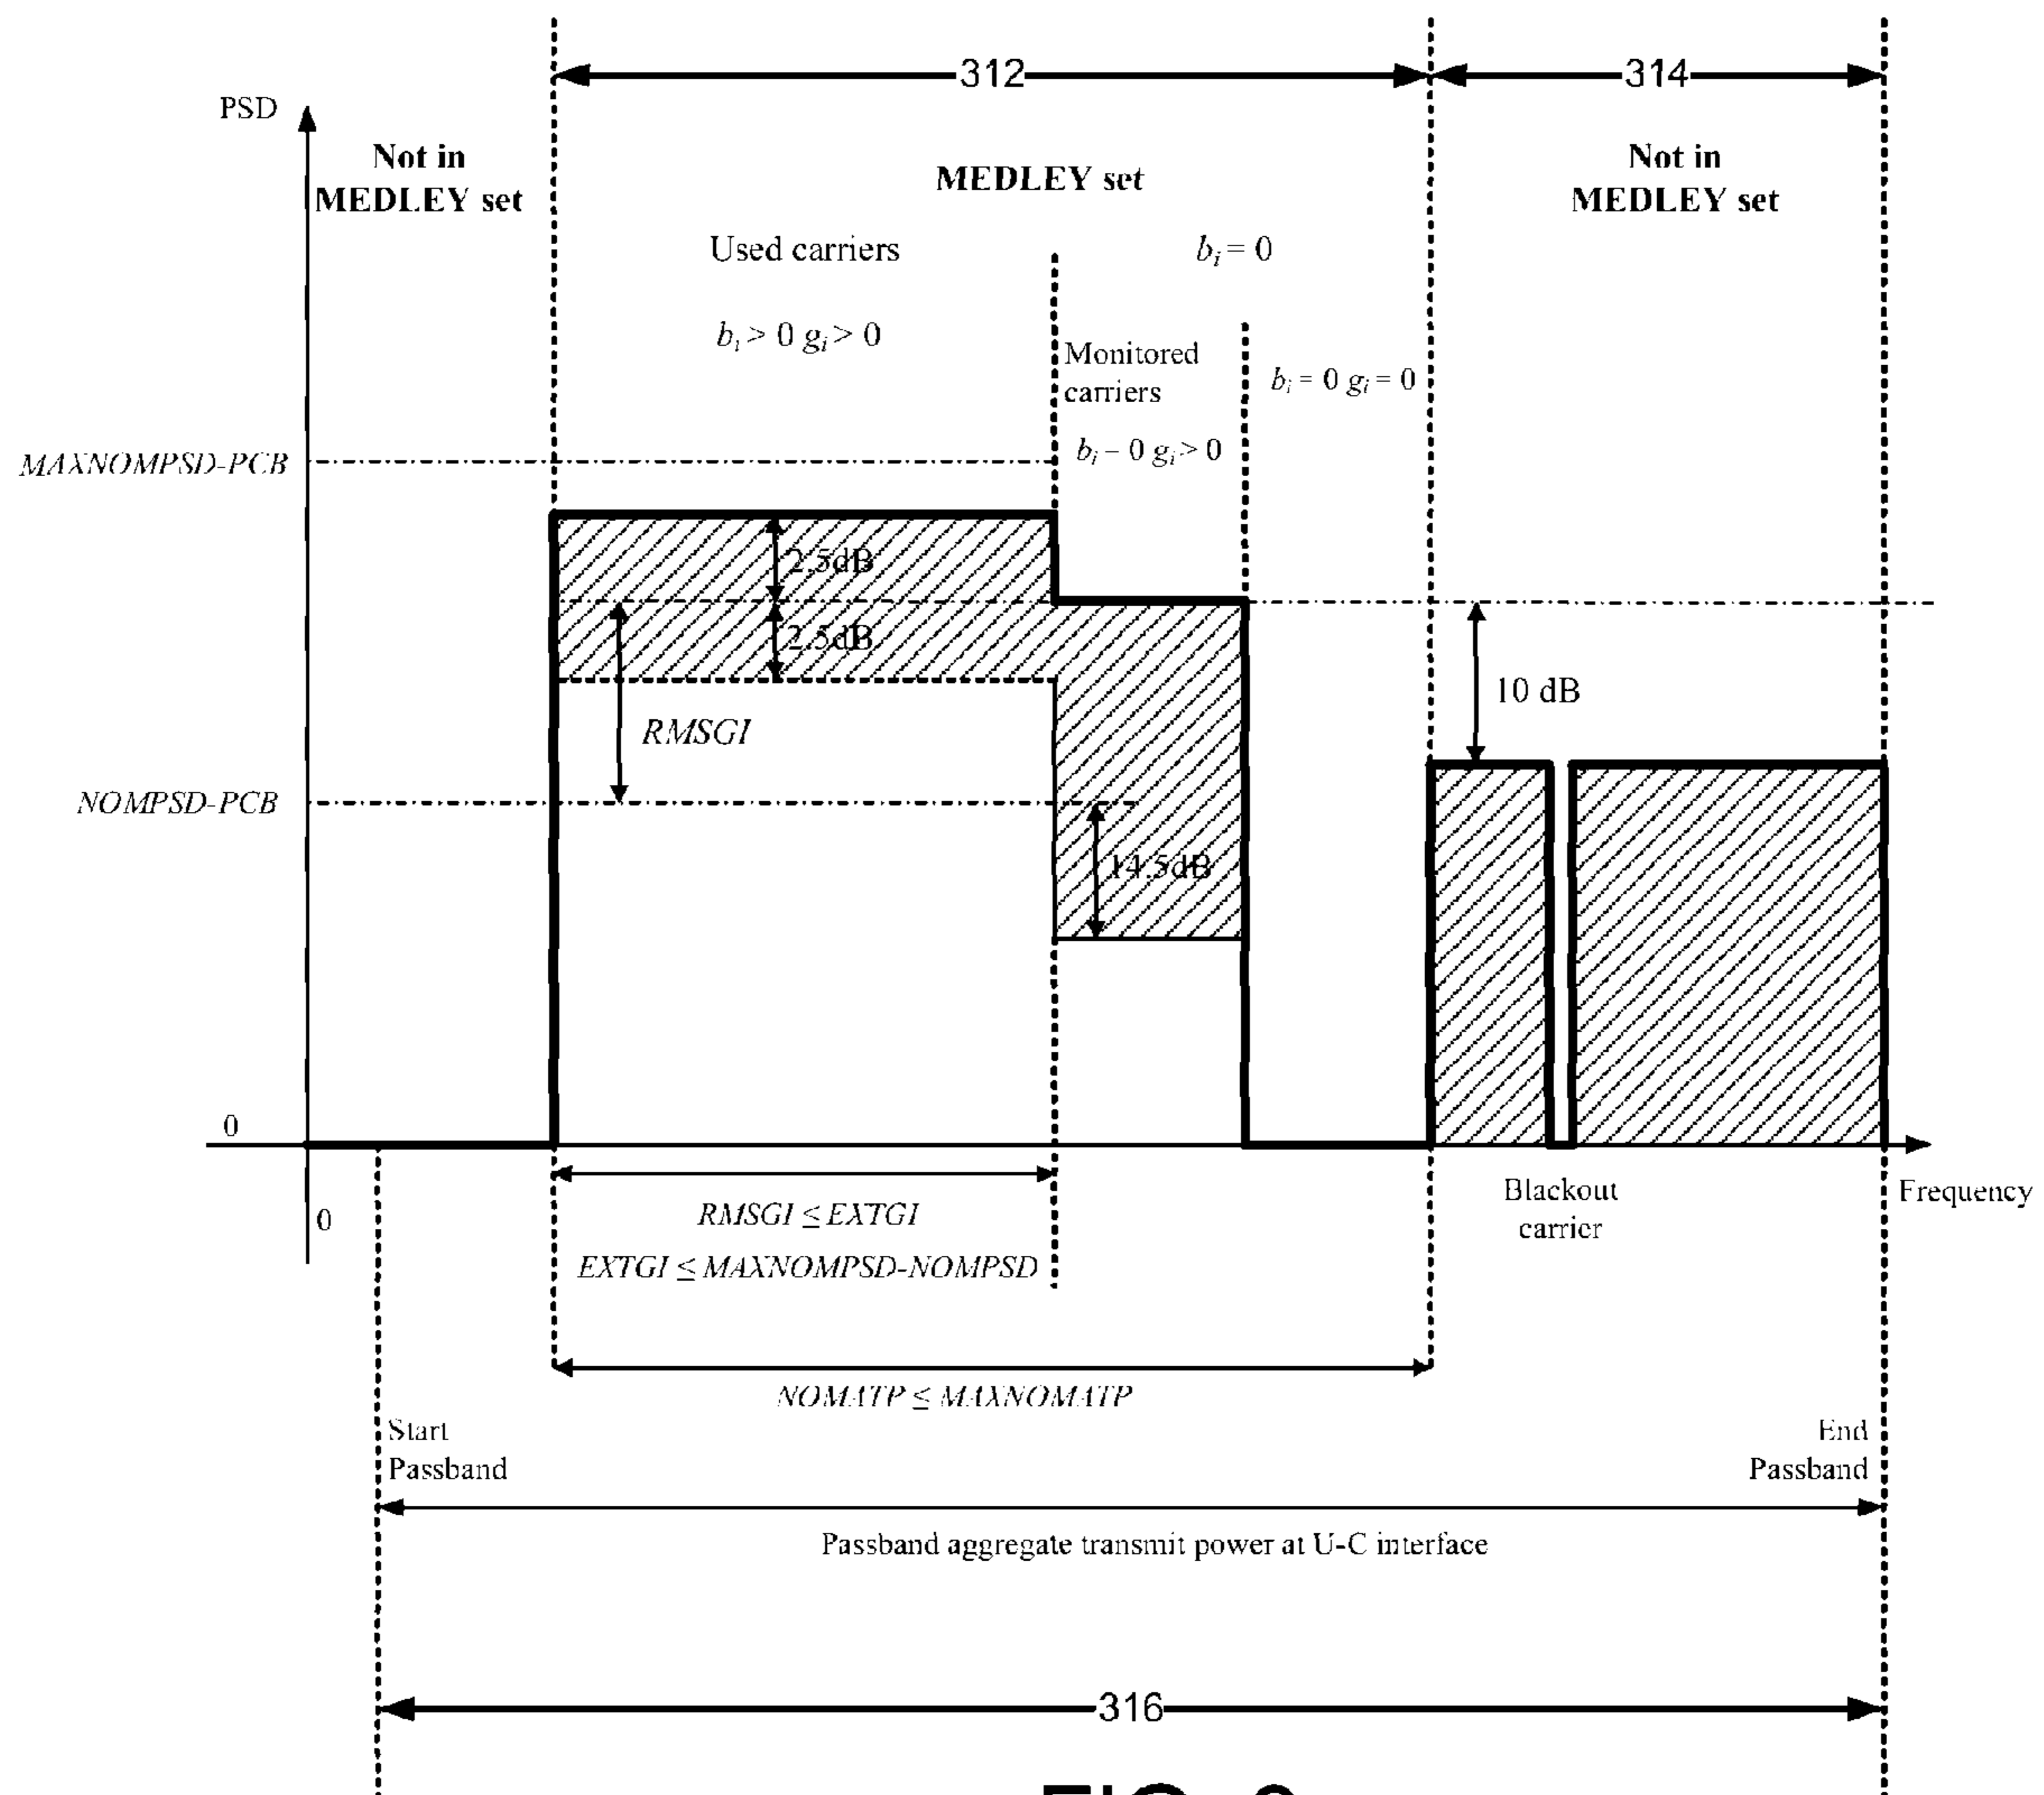 312
314
PSD
Not in
MEDLEY set
MEDLEY set
Not in
MEDLEY set
Used carriers
bi = 0
bi > 0 gi > 0
Monitored
carriers
bi = 0 gi = 0
bi – 0 gi > 0
MAXNOMPSD-PCB
2.5dB
2.5dB
10 dB
RMSGI
NOMPSD-PCB
14.5dB
0
0
Blackout
carrier
Frequency
RMSGI ≤ EXTGI
EXTGI ≤ MAXNOMPSD-NOMPSD
NOMATP ≤ MAXNOMATP
Start
Passband
End
Passband
Passband aggregate transmit power at U-C interface
316